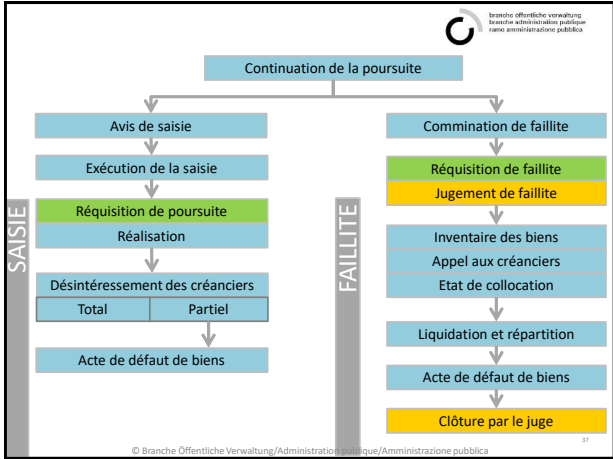 branche öffentliche verwaltung
branche administration publique
ramo amministrazione pubblica
Continuation de la poursuite
SAISIE
Avis de saisie
Exécution de la saisie
Réquisition de poursuite
Réalisation
Désintéressement des créanciers
Total
Partiel
Acte de défaut de biens
FAILLITE
Commination de faillite
Réquisition de faillite
Jugement de faillite
Inventaire des biens
Appel aux créanciers
Etat de collocation
Liquidation et répartition
Acte de défaut de biens
Clôture par le juge
37
© Branche Öffentliche Verwaltung/Administration publique/Amministrazione pubblica